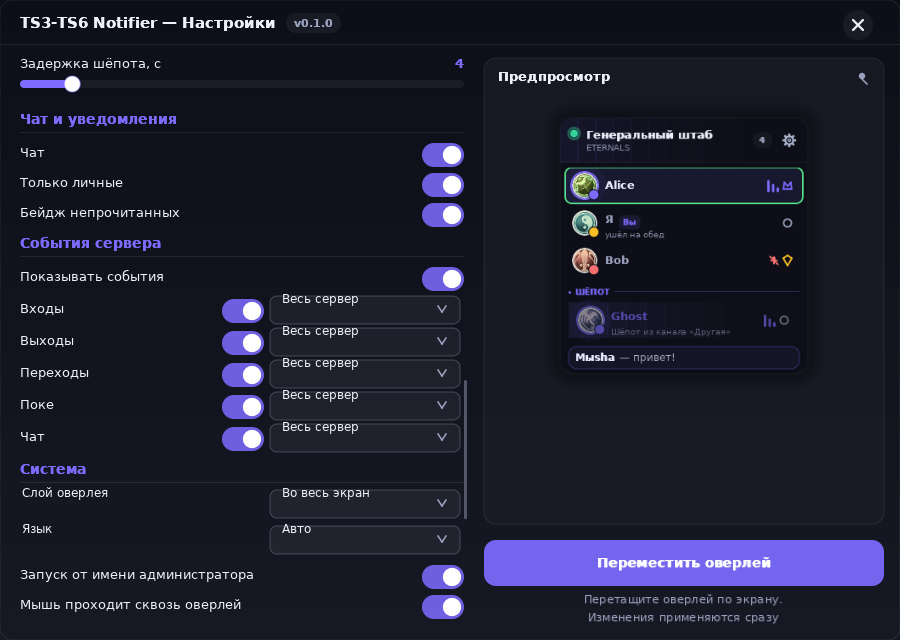 TS3-TS6 Notifier — Настройки v0.1.0
Задержка шёпота, с 4
Чат и уведомления
Чат
Только личные
Бейдж непрочитанных
События сервера
Показывать события
Входы Весь сервер
Выходы Весь сервер
Переходы Весь сервер
Поке Весь сервер
Чат Весь сервер
Система
Слой оверлея Во весь экран
Язык Авто
Запуск от имени администратора
Мышь проходит сквозь оверлей
Предпросмотр
Генеральный штаб 4
ETERNALS
Alice
Я Вы
ушёл на обед
Bob
ШЁПОТ
Ghost
Шёпот из канала «Другая»
Мusha — привет!
Переместить оверлей
Перетащите оверлей по экрану.
Изменения применяются сразу